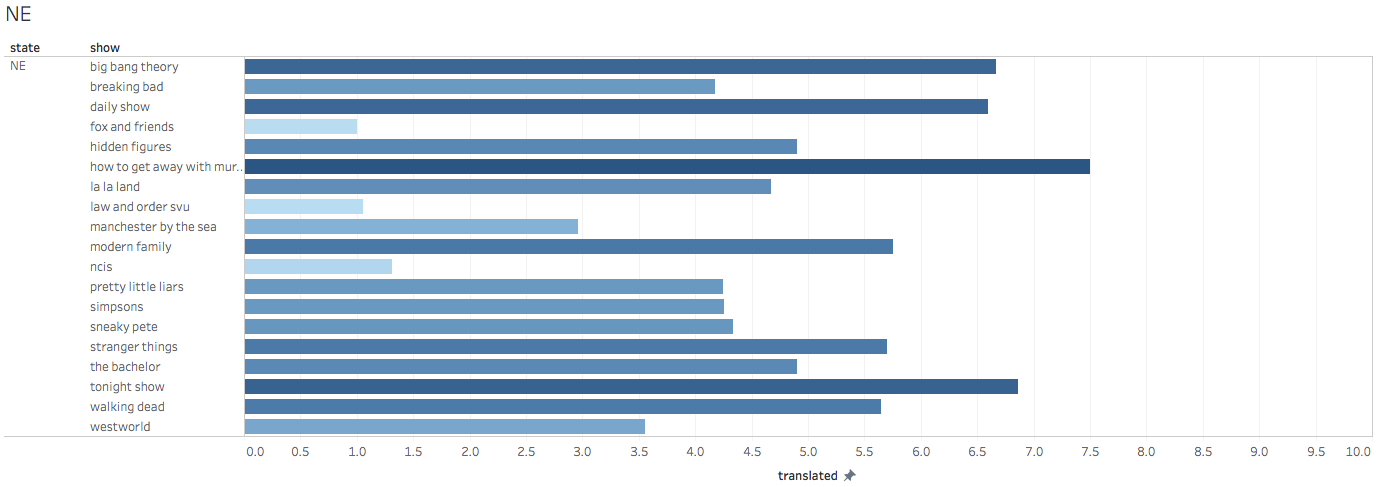 NE
state show
NE big bang theory
breaking bad
daily show
fox and friends
hidden figures
how to get away with mur..
la la land
law and order svu
manchester by the sea
modern family
ncis
pretty little liars
simpsons
sneaky pete
stranger things
the bachelor
tonight show
walking dead
westworld
0.0 0.5 1.0 1.5 2.0 2.5 3.0 3.5 4.0 4.5 5.0 5.5 6.0 6.5 7.0 7.5 8.0 8.5 9.0 9.5 10.0
translated